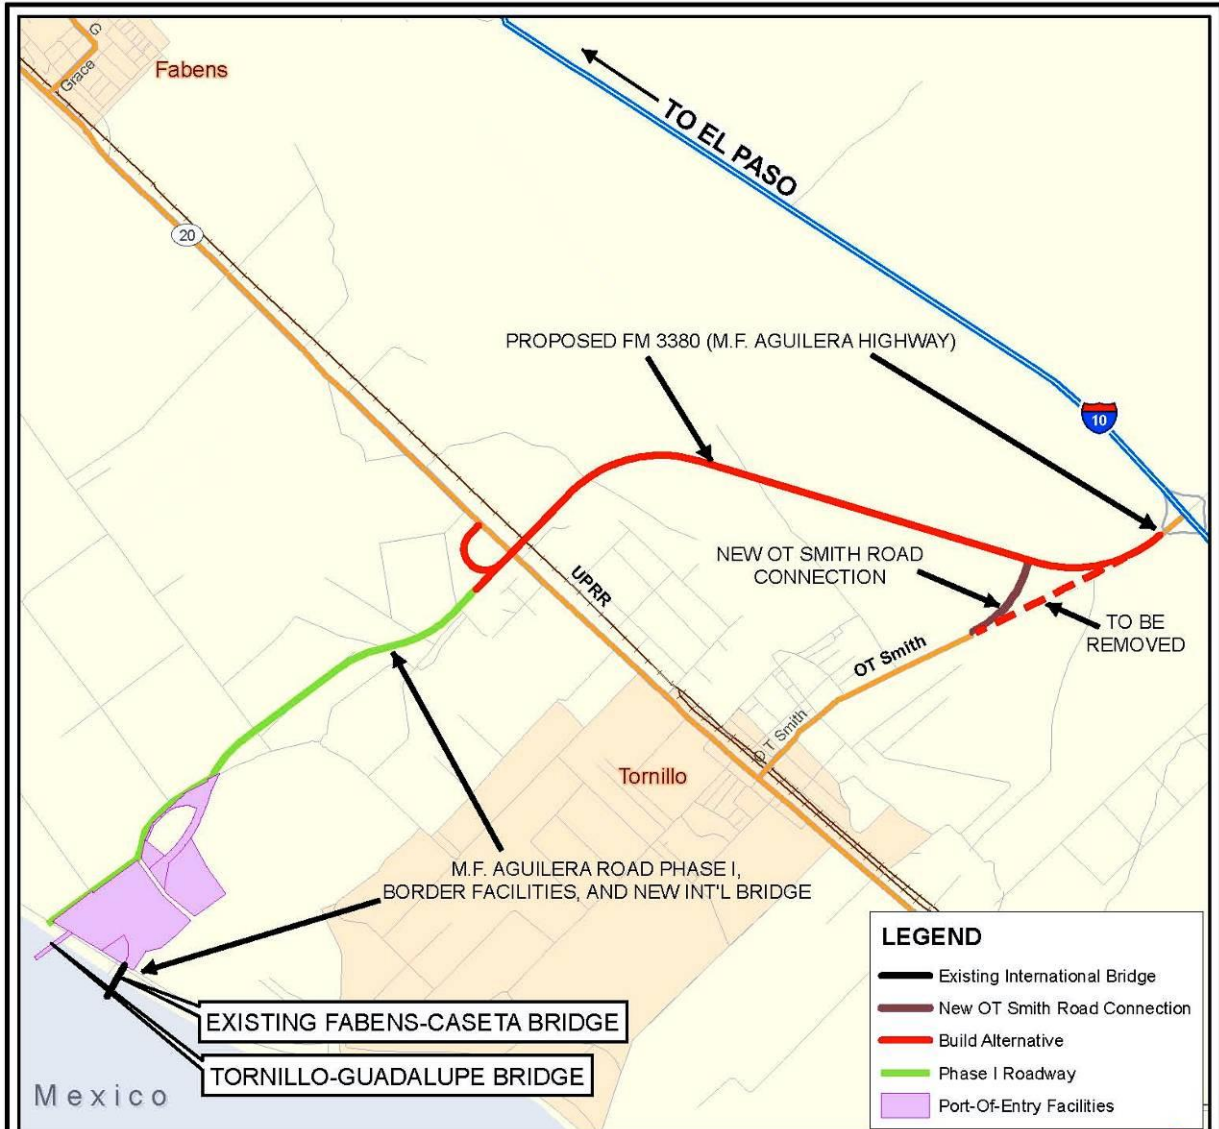 G
Grace
Fabens
TO EL PASO
20
PROPOSED FM 3380 (M.F. AGUILERA HIGHWAY)
10
NEW OT SMITH ROAD
CONNECTION
UPRR
TO BE
REMOVED
OT Smith
O T Smith
Tornillo
M.F. AGUILERA ROAD PHASE I,
BORDER FACILITIES, AND NEW INT'L BRIDGE
EXISTING FABENS-CASETA BRIDGE
TORNILLO-GUADALUPE BRIDGE
Mexico
LEGEND
Existing International Bridge
New OT Smith Road Connection
Build Alternative
Phase I Roadway
Port-Of-Entry Facilities